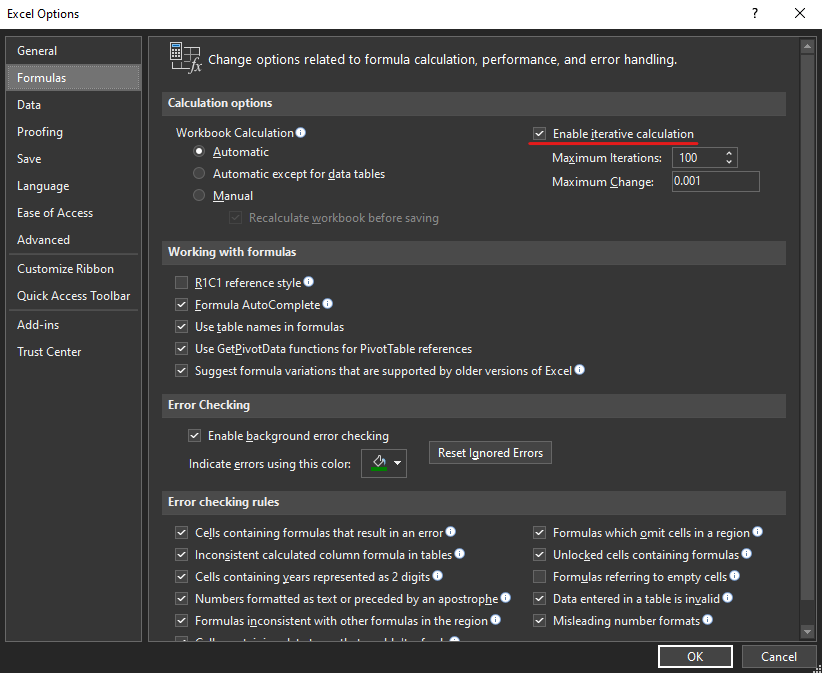 Excel Options
?
General
Formulas
Data
Proofing
Save
Language
Ease of Access
Advanced
Customize Ribbon
Quick Access Toolbar
Add-ins
Trust Center
Change options related to formula calculation, performance, and error handling.
Calculation options
Workbook Calculation
Automatic
Automatic except for data tables
Manual
Recalculate workbook before saving
Enable iterative calculation
Maximum Iterations: 100
Maximum Change: 0.001
Working with formulas
R1C1 reference style
Formula AutoComplete
Use table names in formulas
Use GetPivotData functions for PivotTable references
Suggest formula variations that are supported by older versions of Excel
Error Checking
Enable background error checking
Indicate errors using this color:
Reset Ignored Errors
Error checking rules
Cells containing formulas that result in an error
Inconsistent calculated column formula in tables
Cells containing years represented as 2 digits
Numbers formatted as text or preceded by an apostrophe
Formulas inconsistent with other formulas in the region
Formulas which omit cells in a region
Unlocked cells containing formulas
Formulas referring to empty cells
Data entered in a table is invalid
Misleading number formats
OK
Cancel